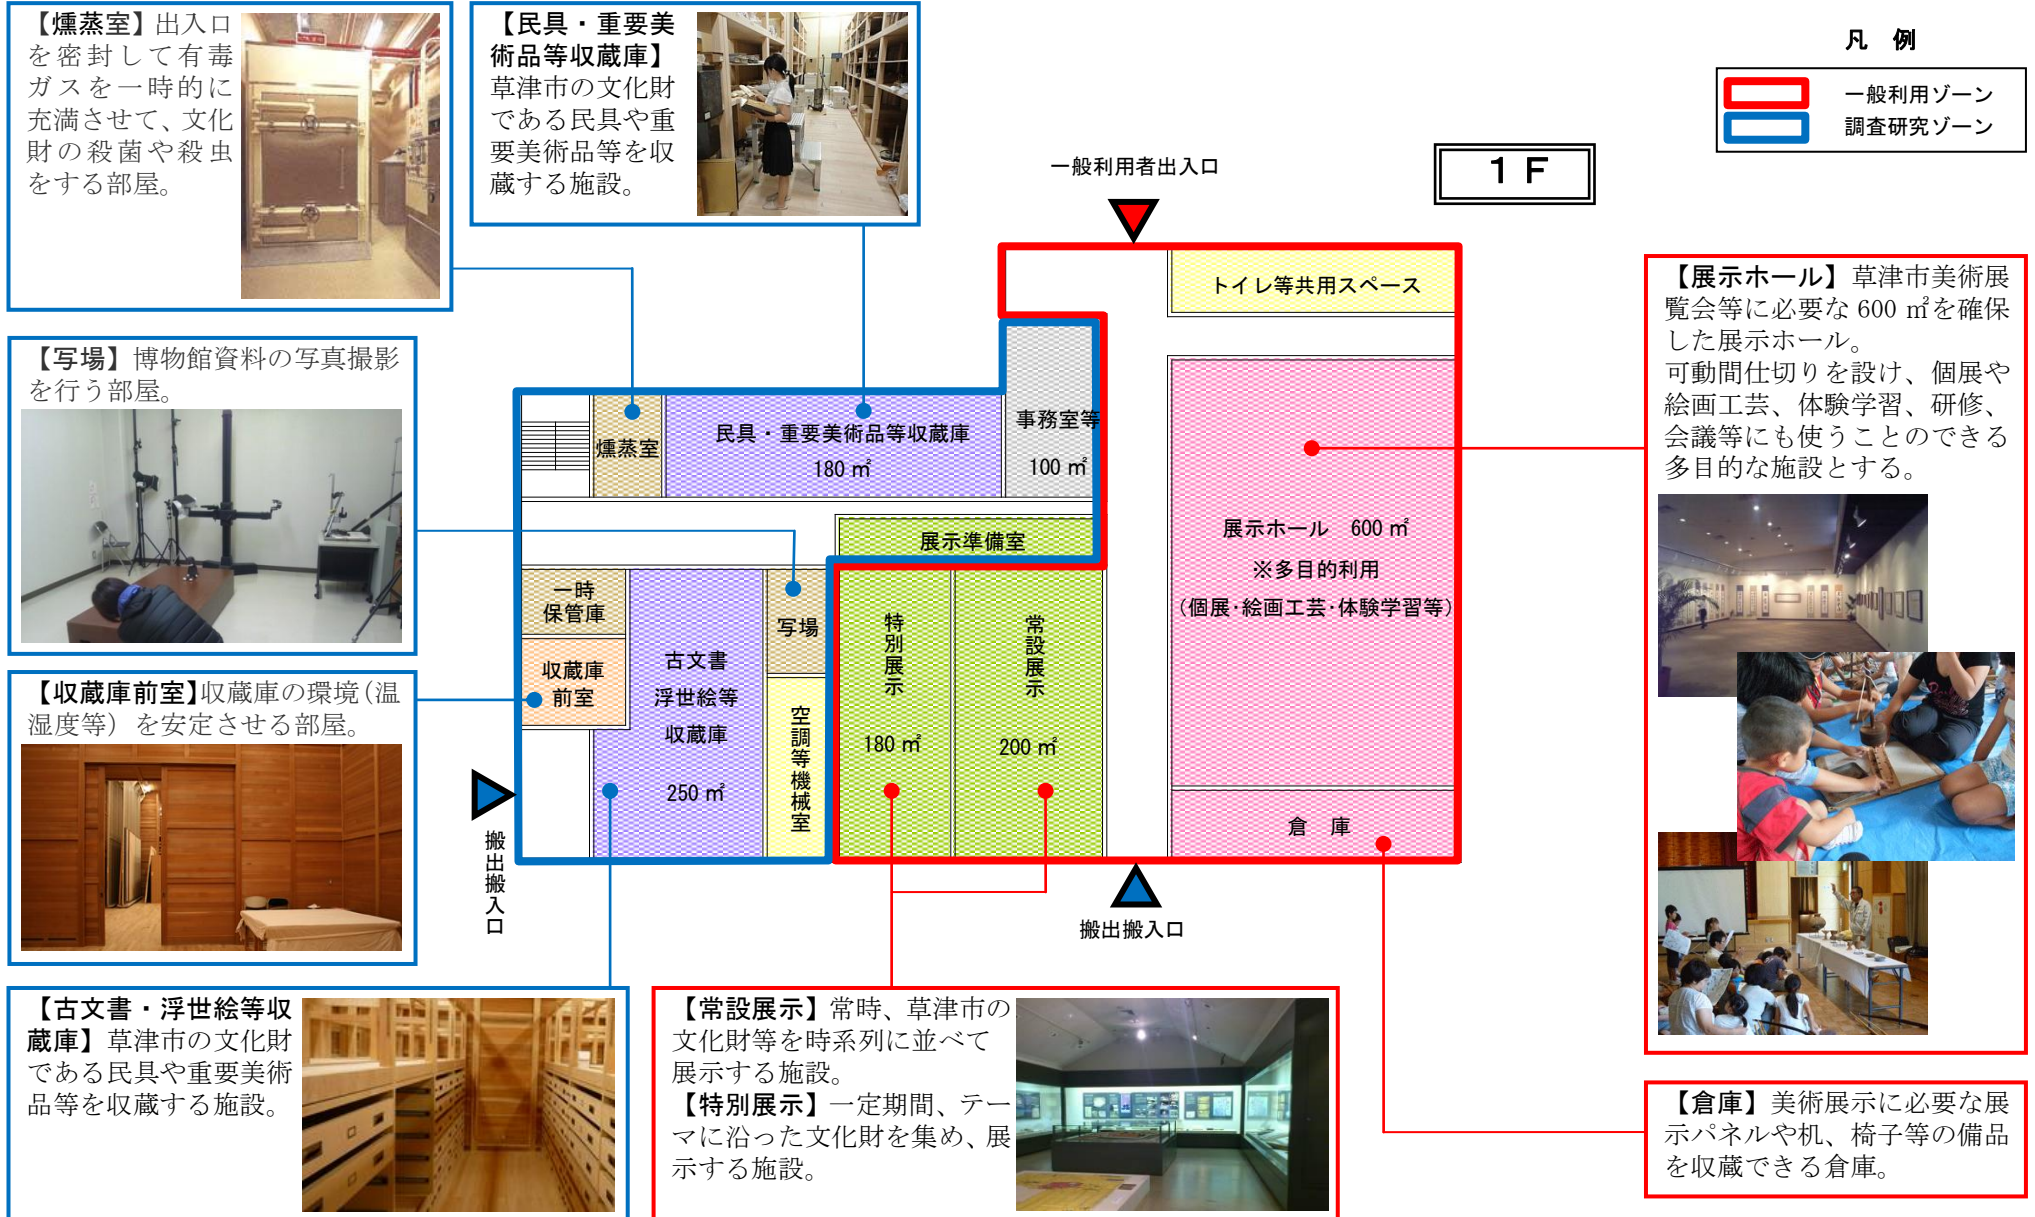 【燻蒸室】出入口
を密封して有毒
ガスを一時的に
充満させて、文化
財の殺菌や殺虫
をする部屋。
【民具・重要美
術品等収蔵庫】
草津市の文化財
である民具や重
要美術品等を収
蔵する施設。
凡 例
一般利用ゾーン
調査研究ゾーン
1F
一般利用者出入口
【写場】博物館資料の写真撮影
を行う部屋。
【収蔵庫前室】収蔵庫の環境(温
湿度等)を安定させる部屋。
トイレ等共用スペース
事務室等
100㎡
燻蒸室
民具・重要美術品等収蔵庫
180㎡
展示準備室
展示ホール 600㎡
※多目的利用
(個展・絵画工芸・体験学習等)
一時
保管庫
収蔵庫
前室
古文書
浮世絵等
収蔵庫
250㎡
写場
空調等機械室
特別展示
180㎡
常設展示
200㎡
倉 庫
搬出搬入口
搬出搬入口
【展示ホール】草津市美術展
覧会等に必要な600㎡を確保
した展示ホール。
可動間仕切りを設け、個展や
絵画工芸、体験学習、研修、
会議等にも使うことのできる
多目的な施設とする。
【古文書・浮世絵等収
蔵庫】草津市の文化財
である民具や重要美術
品等を収蔵する施設。
【常設展示】常時、草津市の
文化財等を時系列に並べて
展示する施設。
【特別展示】一定期間、テー
マに沿った文化財を集め、展
示する施設。
【倉庫】美術展示に必要な展
示パネルや机、椅子等の備品
を収蔵できる倉庫。